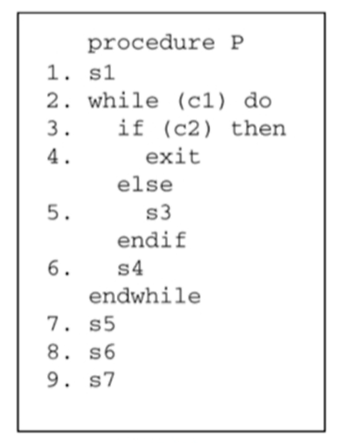 procedure P
1. s1
2. while (c1) do
3. if (c2) then
4. exit
else
5. s3
endif
6. s4
endwhile
7. s5
8. s6
9. s7